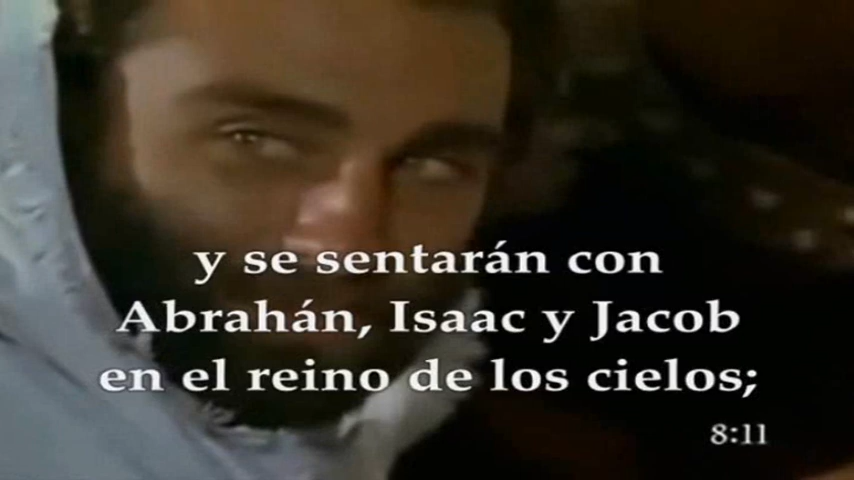 y se sentarán con
Abrahán, Isaac y Jacob
en el reino de los cielos;
8:11